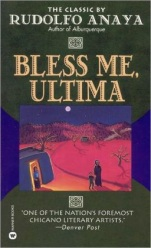 THE CLASSIC BY
RUDOLFO ANAYA
Author of Alburquerque
BLESS ME,
ULTIMA
"ONE OF THE NATION'S FOREMOST
CHICANO LITERARY ARTISTS."
—Denver Post